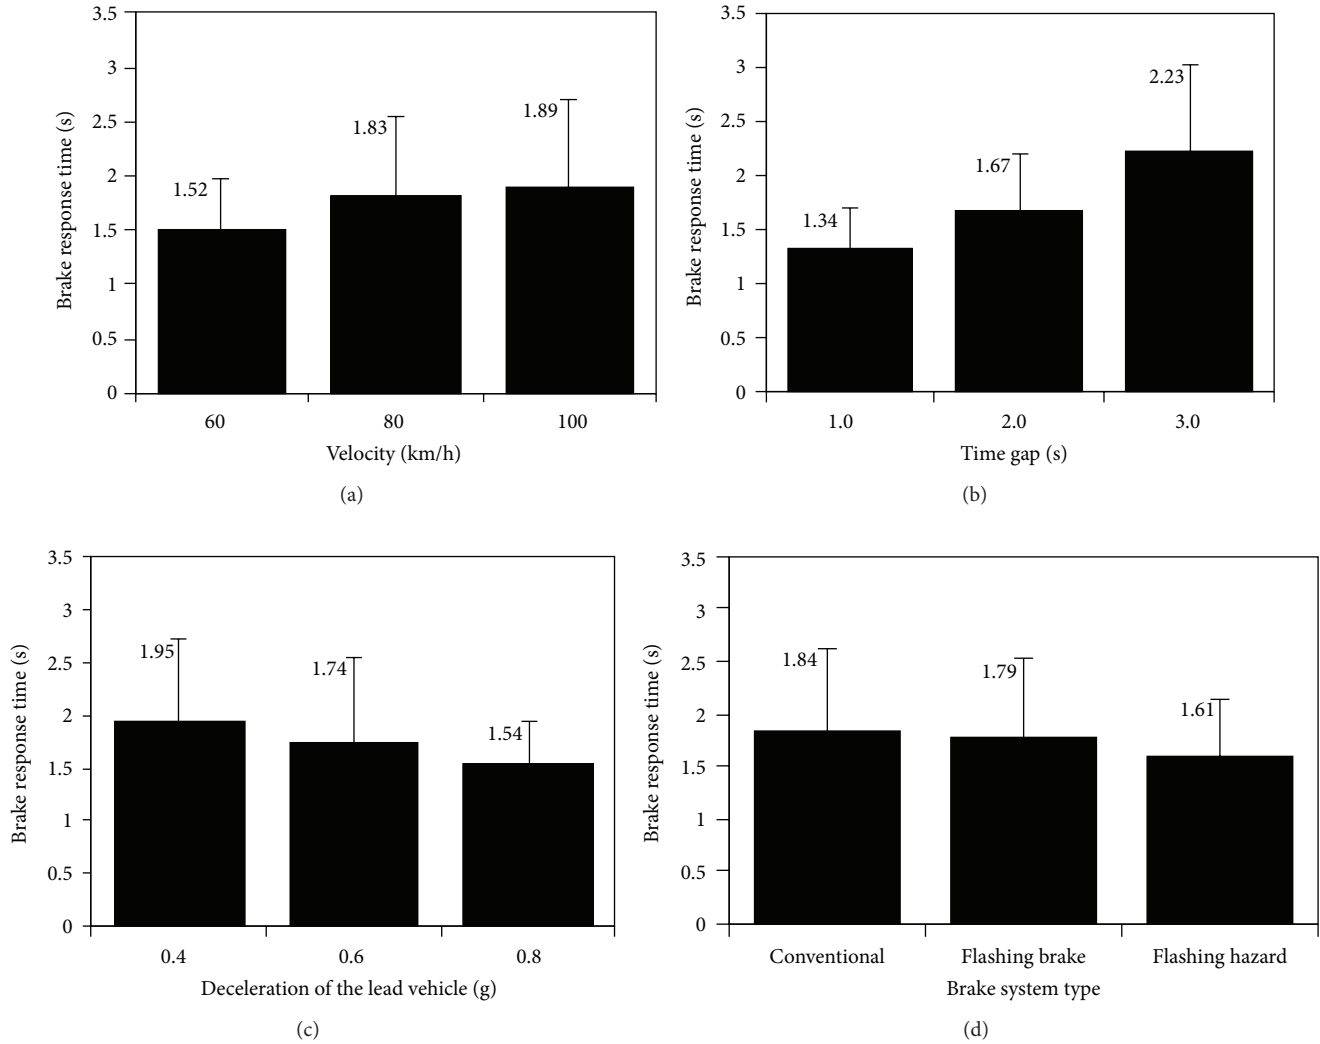 3.5
3
2.5
2
1.5
1
0.5
0
Brake response time (s)
1.52
1.83
1.89
60 80 100
Velocity (km/h)
(a)
3.5
3
2.5
2
1.5
1
0.5
0
Brake response time (s)
1.34
1.67
2.23
1.0 2.0 3.0
Time gap (s)
(b)
3.5
3
2.5
2
1.5
1
0.5
0
Brake response time (s)
1.95
1.74
1.54
0.4 0.6 0.8
Deceleration of the lead vehicle (g)
(c)
3.5
3
2.5
2
1.5
1
0.5
0
Brake response time (s)
1.84
1.79
1.61
Conventional Flashing brake Flashing hazard
Brake system type
(d)